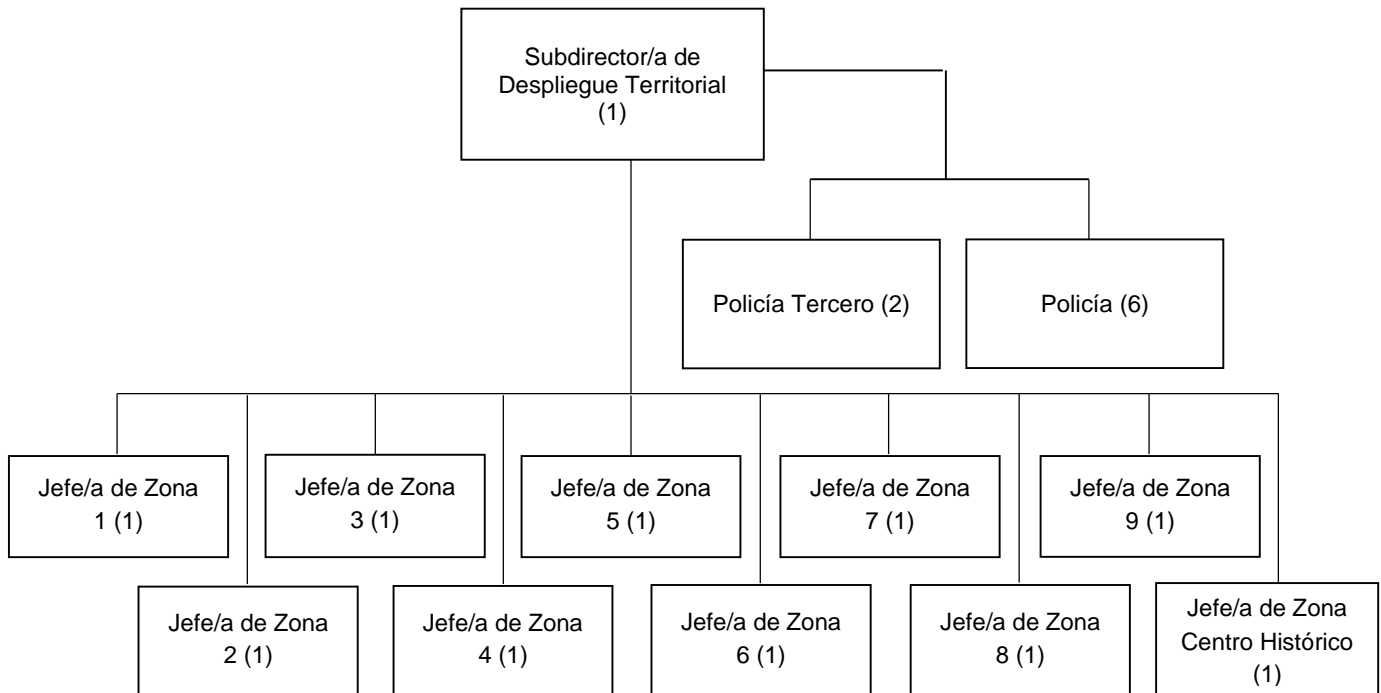 Subdirector/a de
Despliegue Territorial
(1)
Policía Tercero (2)
Policía (6)
Jefe/a de Zona
1 (1)
Jefe/a de Zona
3 (1)
Jefe/a de Zona
5 (1)
Jefe/a de Zona
7 (1)
Jefe/a de Zona
9 (1)
Jefe/a de Zona
2 (1)
Jefe/a de Zona
4 (1)
Jefe/a de Zona
6 (1)
Jefe/a de Zona
8 (1)
Jefe/a de Zona
Centro Histórico
(1)